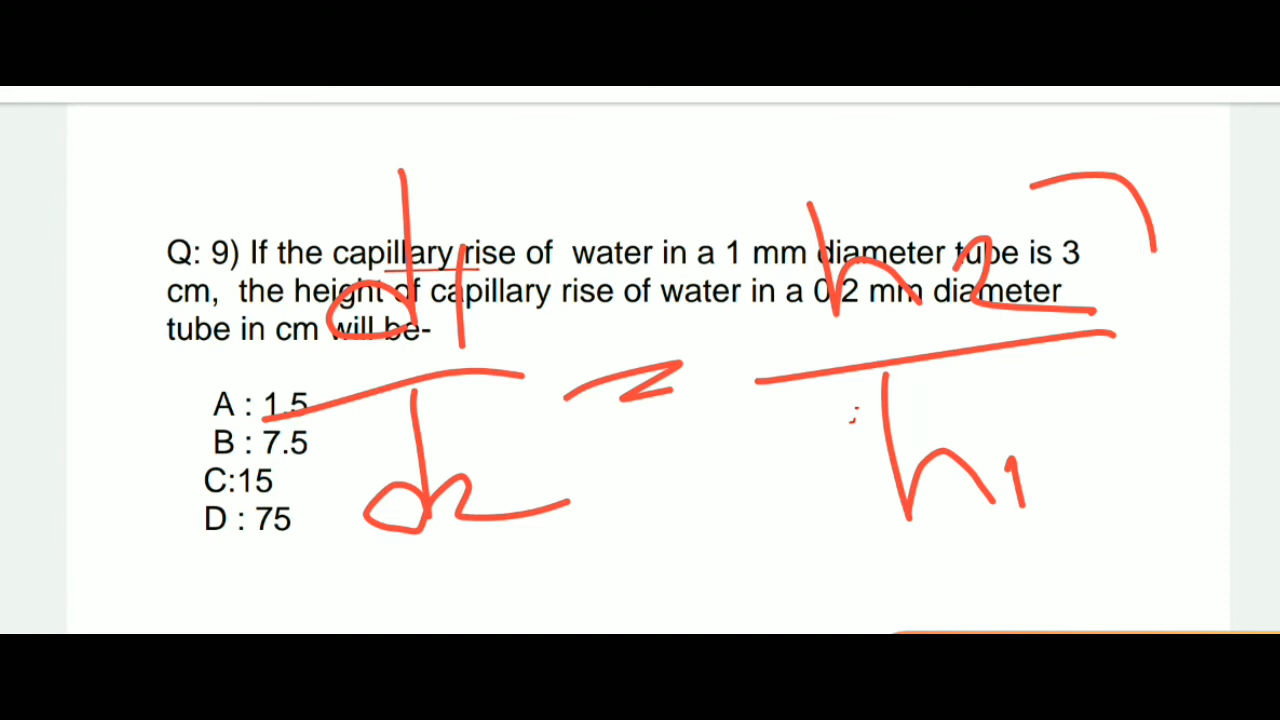 Q: 9) If the capillary rise of water in a 1 mm diameter tube is 3
cm, the height of capillary rise of water in a 0.2 mm diameter
tube in cm will be-
A : 1.5
B : 7.5
C:15
D : 75
d1
d2
=
h2
h1